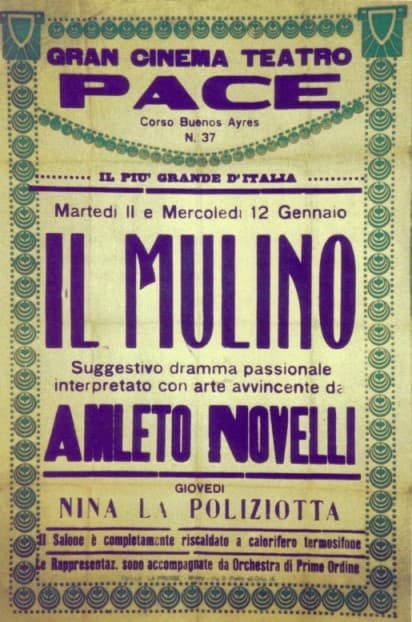 GRAN CINEMA TEATRO
PACE
Corso Buenos Ayres
N. 37
IL PIU' GRANDE D'ITALIA
Martedì 11 e Mercoledì 12 Gennaio
IL MULINO
Suggestivo dramma passionale
interpretato con arte avvincente da
AMLETO NOVELLI
GIOVEDÌ
NINA LA POLIZIOTTA
Il Salone è completamente riscaldato a calorifero termosifone
Le Rappresentaz. sono accompagnate da Orchestra di Primo Ordine